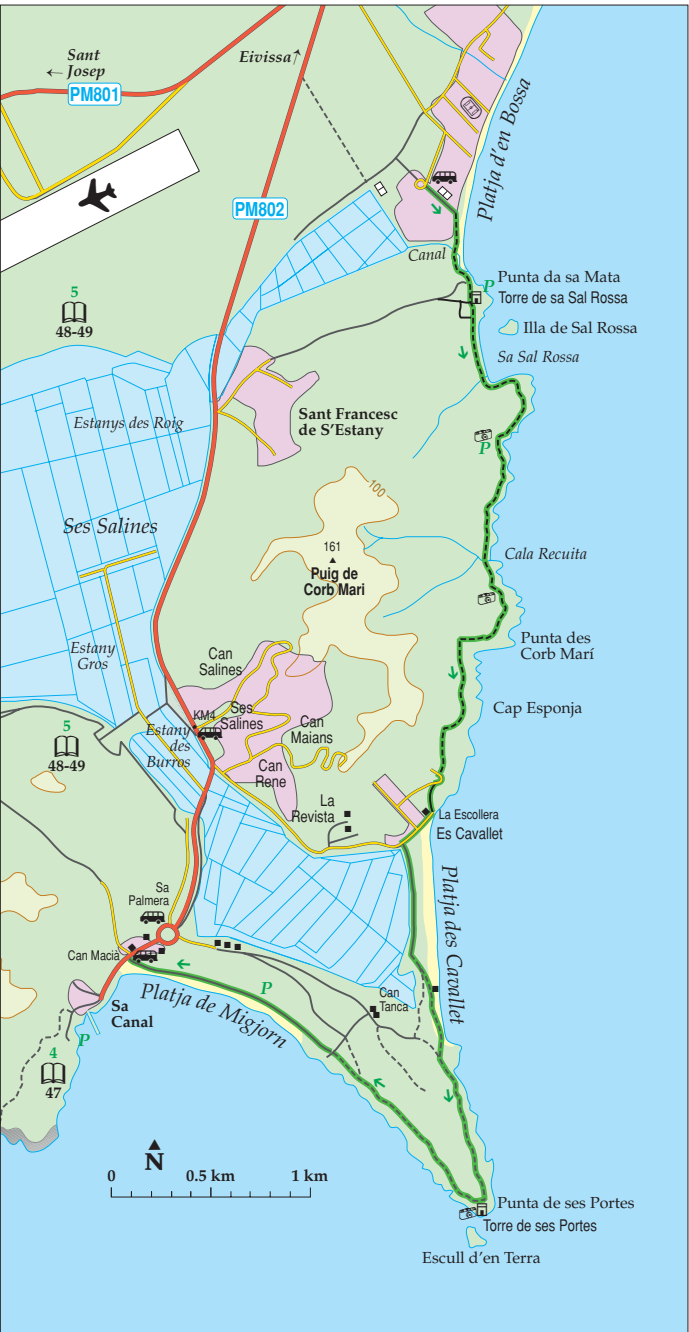 Sant
← Josep
PM801
Eivissa
PM802
Platja d'en Bossa
Canal
P
Punta da sa Mata
Torre de sa Sal Rossa
Illa de Sal Rossa
Sa Sal Rossa
5
48-49
Estanys des Roig
Sant Francesc
de S'Estany
P
Ses Salines
100
161
Puig de
Corb Mari
Cala Recuita
Punta des
Corb Marí
Estany
Gros
Can
Salines
Cap Esponja
KM4
Ses
Salines
Can
Maians
5
48-49
Estany
des
Burros
Can
Rene
La
Revista
La Escollera
Es Cavallet
Platja des Cavallet
Sa
Palmera
Can Macià
P
Platja de Migjorn
Can
Tanca
Sa
Canal
P
4
47
N
0 0.5 km 1 km
Punta de ses Portes
Torre de ses Portes
Escull d'en Terra